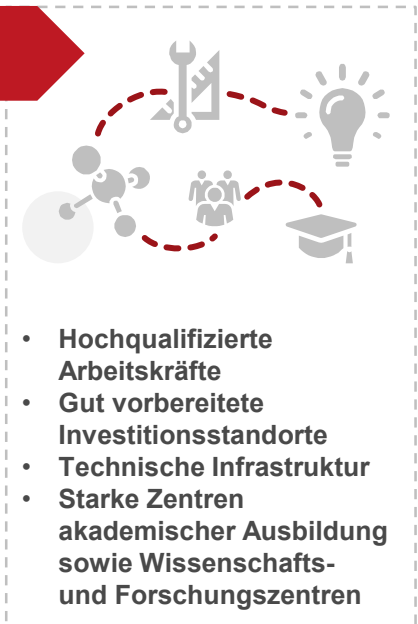 • Hochqualifizierte
Arbeitskräfte
• Gut vorbereitete
Investitionsstandorte
• Technische Infrastruktur
• Starke Zentren
akademischer Ausbildung
sowie Wissenschafts-
und Forschungszentren